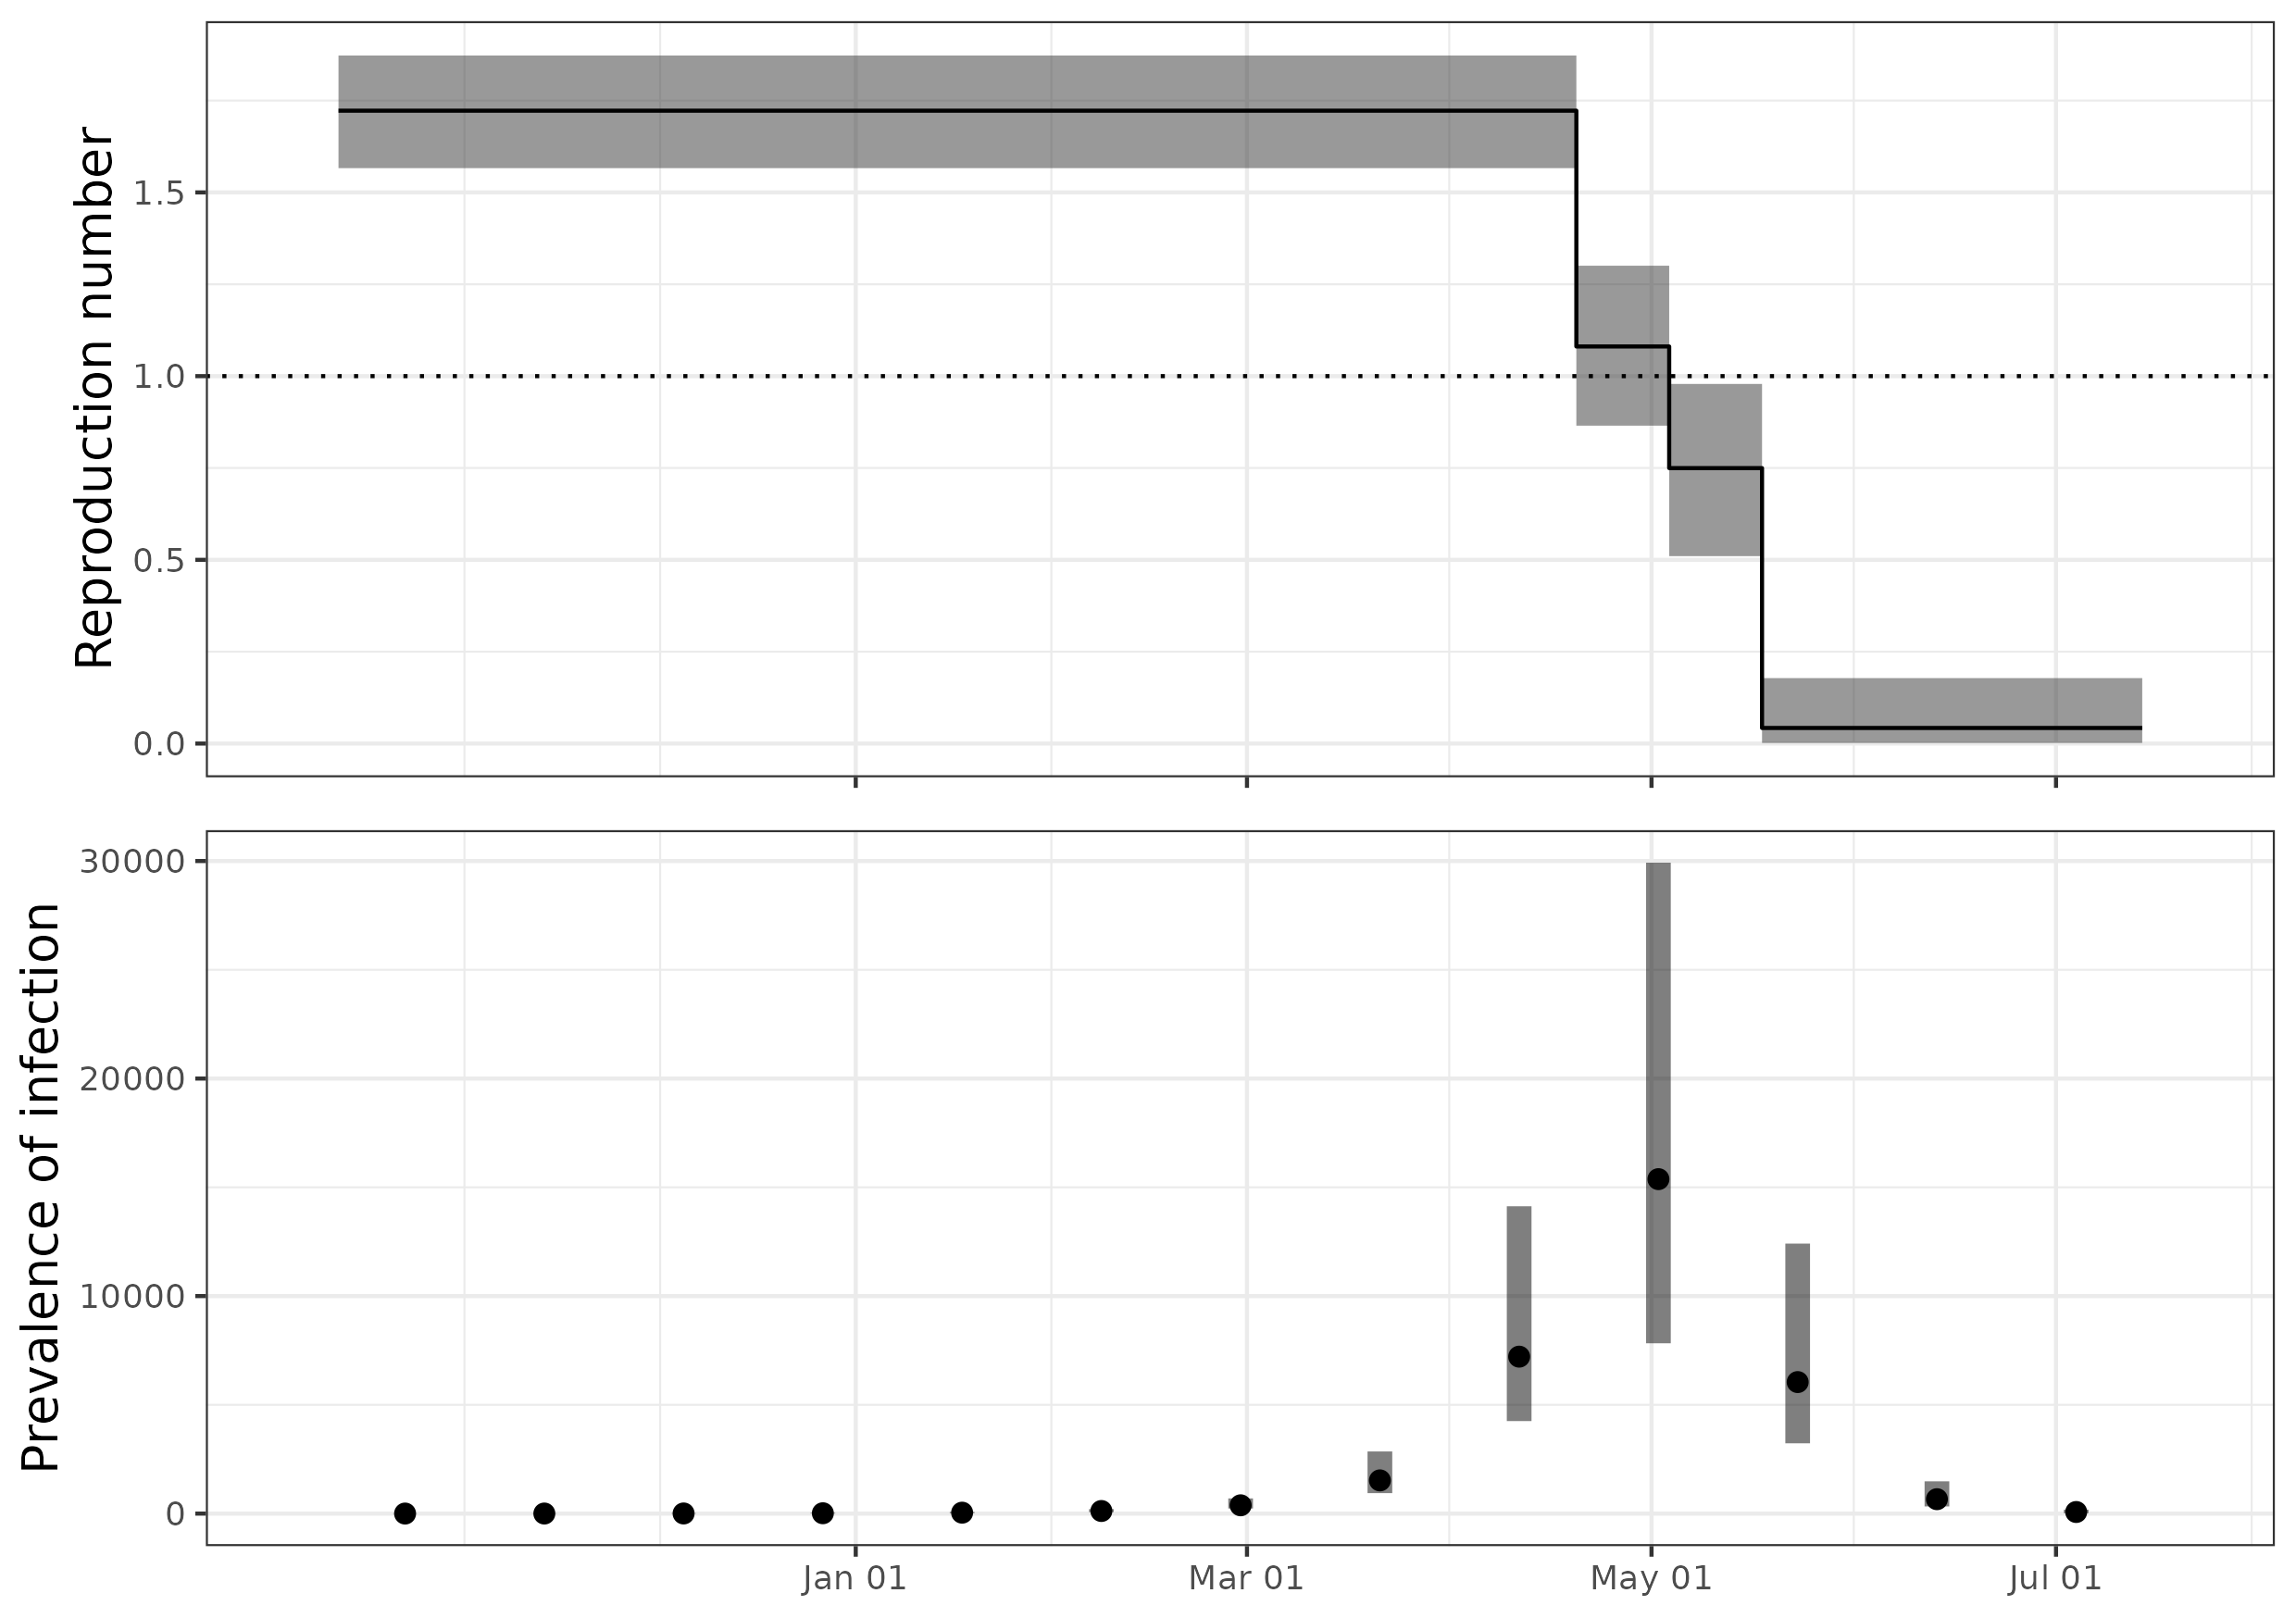 Reproduction number
1.5
1.0
0.5
0.0
Prevalence of infection
30000
20000
10000
0
Jan 01
Mar 01
May 01
Jul 01